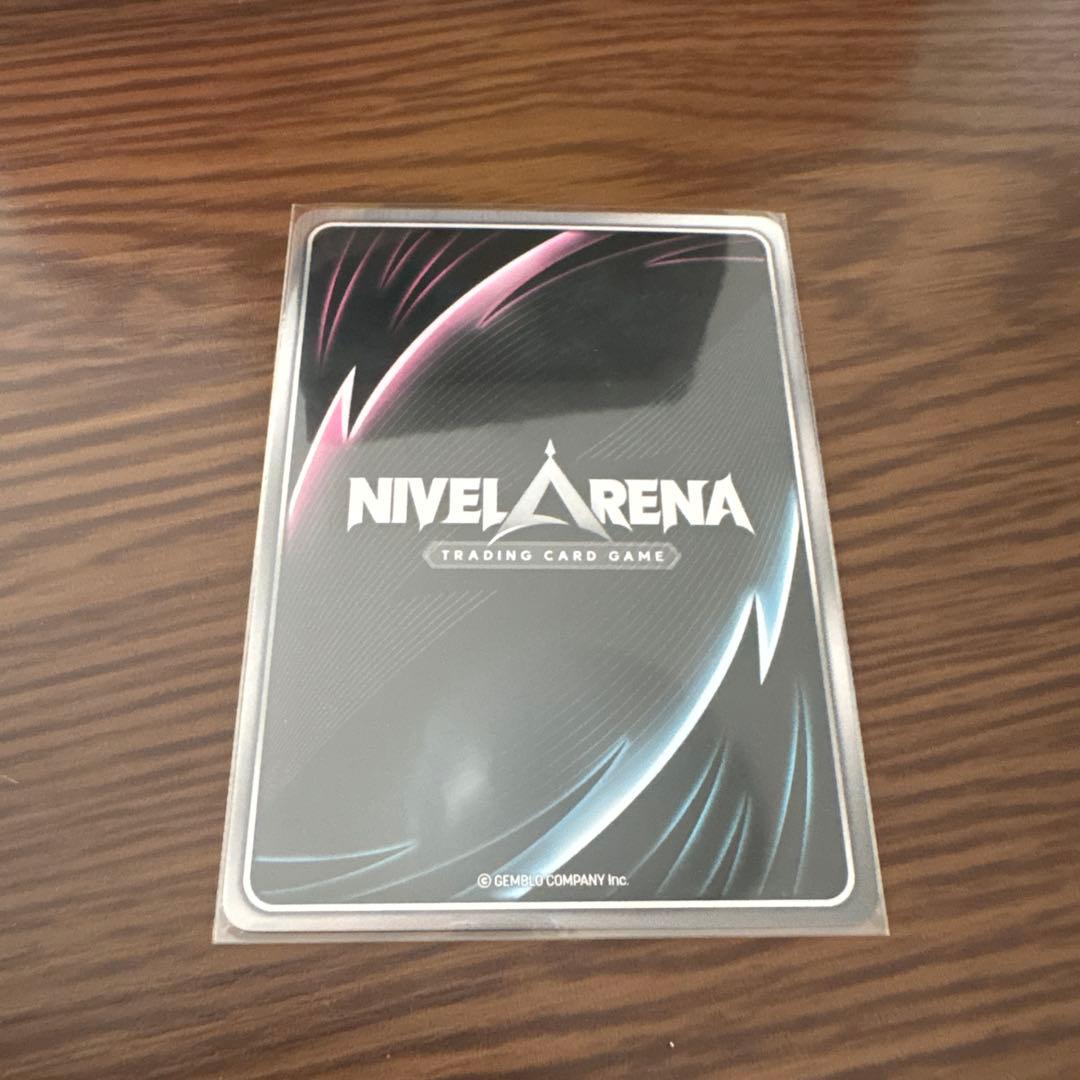 NIVEL ARENA
TRADING CARD GAME
© GEMBLO COMPANY Inc.